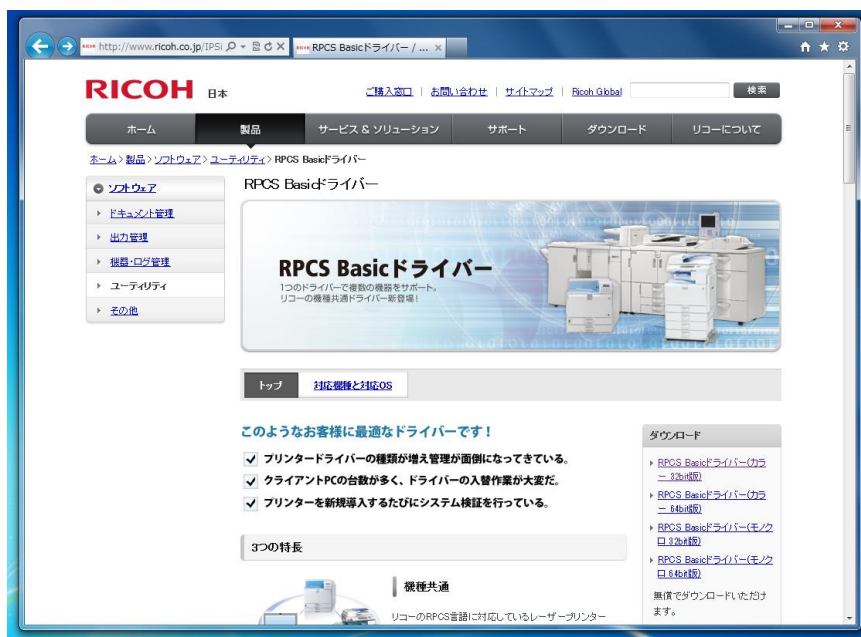 http://www.ricoh.co.jp/IPSi
RPCS Basicドライバー / ...
RICOH 日本
ご購入窓口 | お問い合わせ | サイトマップ | Ricoh Global
検索
ホーム 製品 サービス & ソリューション サポート ダウンロード リコーについて
ホーム > 製品 > ソフトウェア > ユーティリティ > RPCS Basicドライバー
ソフトウェア
ドキュメント管理
出力管理
機器・ログ管理
ユーティリティ
その他
RPCS Basicドライバー
RPCS Basicドライバー
1つのドライバーで複数の機器をサポート。
リコーの機種共通ドライバー新登場!
トップ 対応機種と対応OS
このようなお客様に最適なドライバーです!
プリンタードライバーの種類が増え管理が面倒になってきている。
クライアントPCの台数が多く、ドライバーの入替作業が大変だ。
プリンターを新規導入するたびにシステム検証を行っている。
3つの特長
機種共通
リコーのRPCS言語に対応しているレーザープリンター
ダウンロード
RPCS Basicドライバー(カラ
ー 32bit版)
RPCS Basicドライバー(カラ
ー 64bit版)
RPCS Basicドライバー(モノク
ロ 32bit版)
RPCS Basicドライバー(モノク
ロ 64bit版)
無償でダウンロードいただけ
ます。